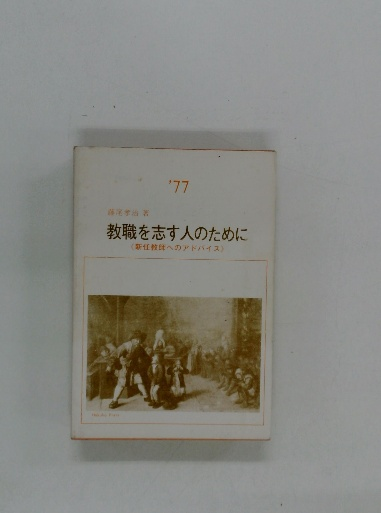 '77
著
教職を志す人のために
〈新任教師へのアドバイス〉